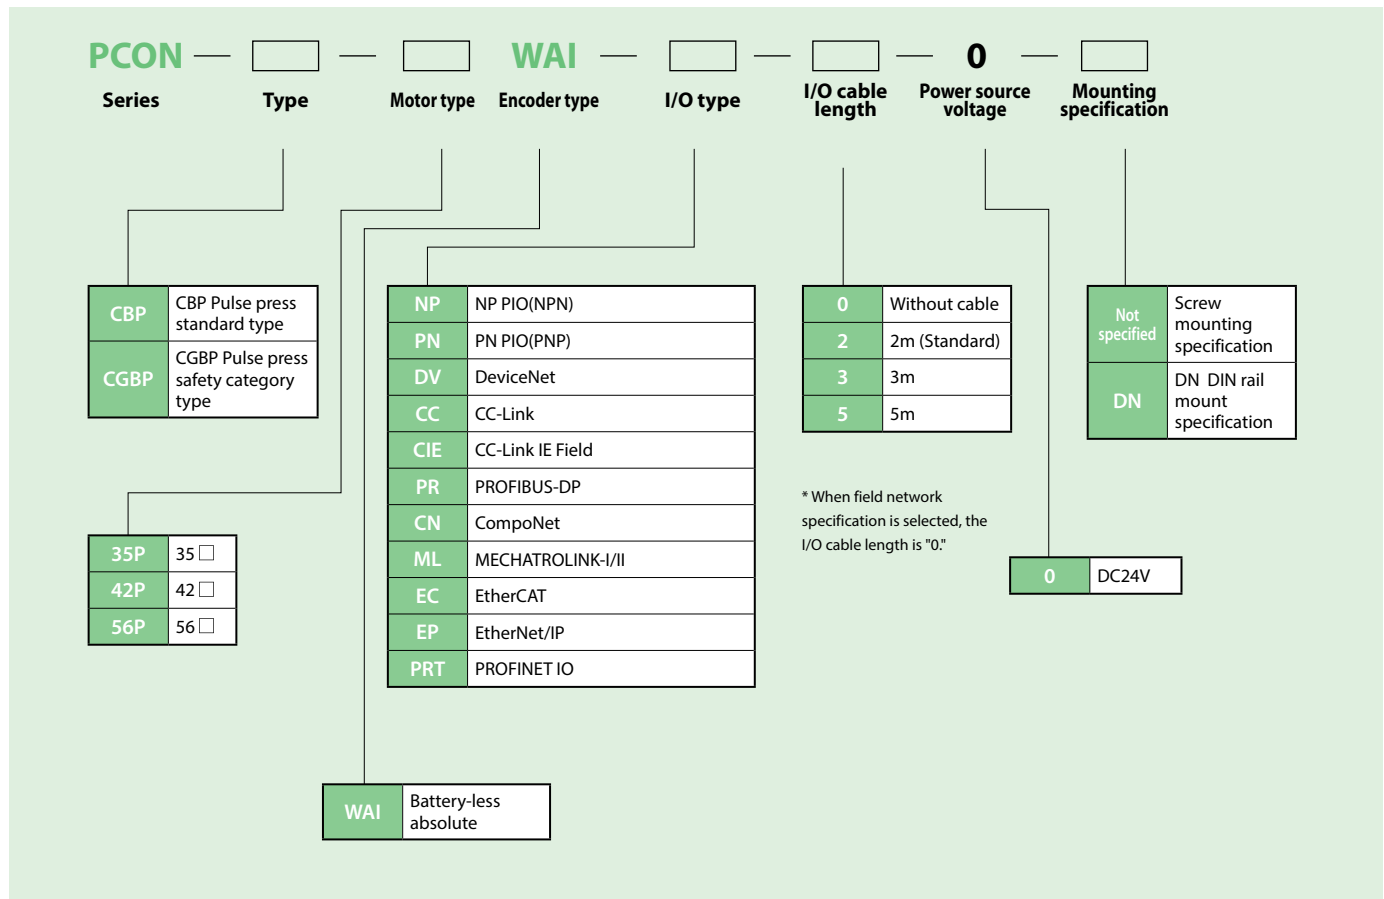 PCON — □ — □ WAI — □ — □ — 0 — □
Series
Type
Motor type
Encoder type
I/O type
I/O cable
length
Power source
voltage
Mounting
specification
CBP
CBP Pulse press
standard type
CGBP
CGBP Pulse press
safety category
type
35P
35 □
42P
42 □
56P
56 □
WAI
Battery-less
absolute
NP
NP PIO(NPN)
PN
PN PIO(PNP)
DV
DeviceNet
CC
CC-Link
CIE
CC-Link IE Field
PR
PROFIBUS-DP
CN
CompoNet
ML
MECHATROLINK-I/II
EC
EtherCAT
EP
EtherNet/IP
PRT
PROFINET IO
0
Without cable
2
2m (Standard)
3
3m
5
5m
* When field network
specification is selected, the
I/O cable length is "0."
0
DC24V
Not
specified
Screw
mounting
specification
DN
DN DIN rail
mount
specification